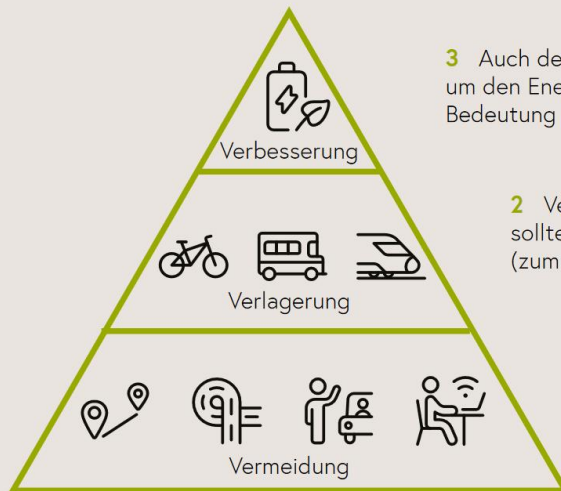 Verbesserung
3 Auch de
um den Ene
Bedeutung
Verlagerung
2 Ve
sollte
(zum
Vermeidung